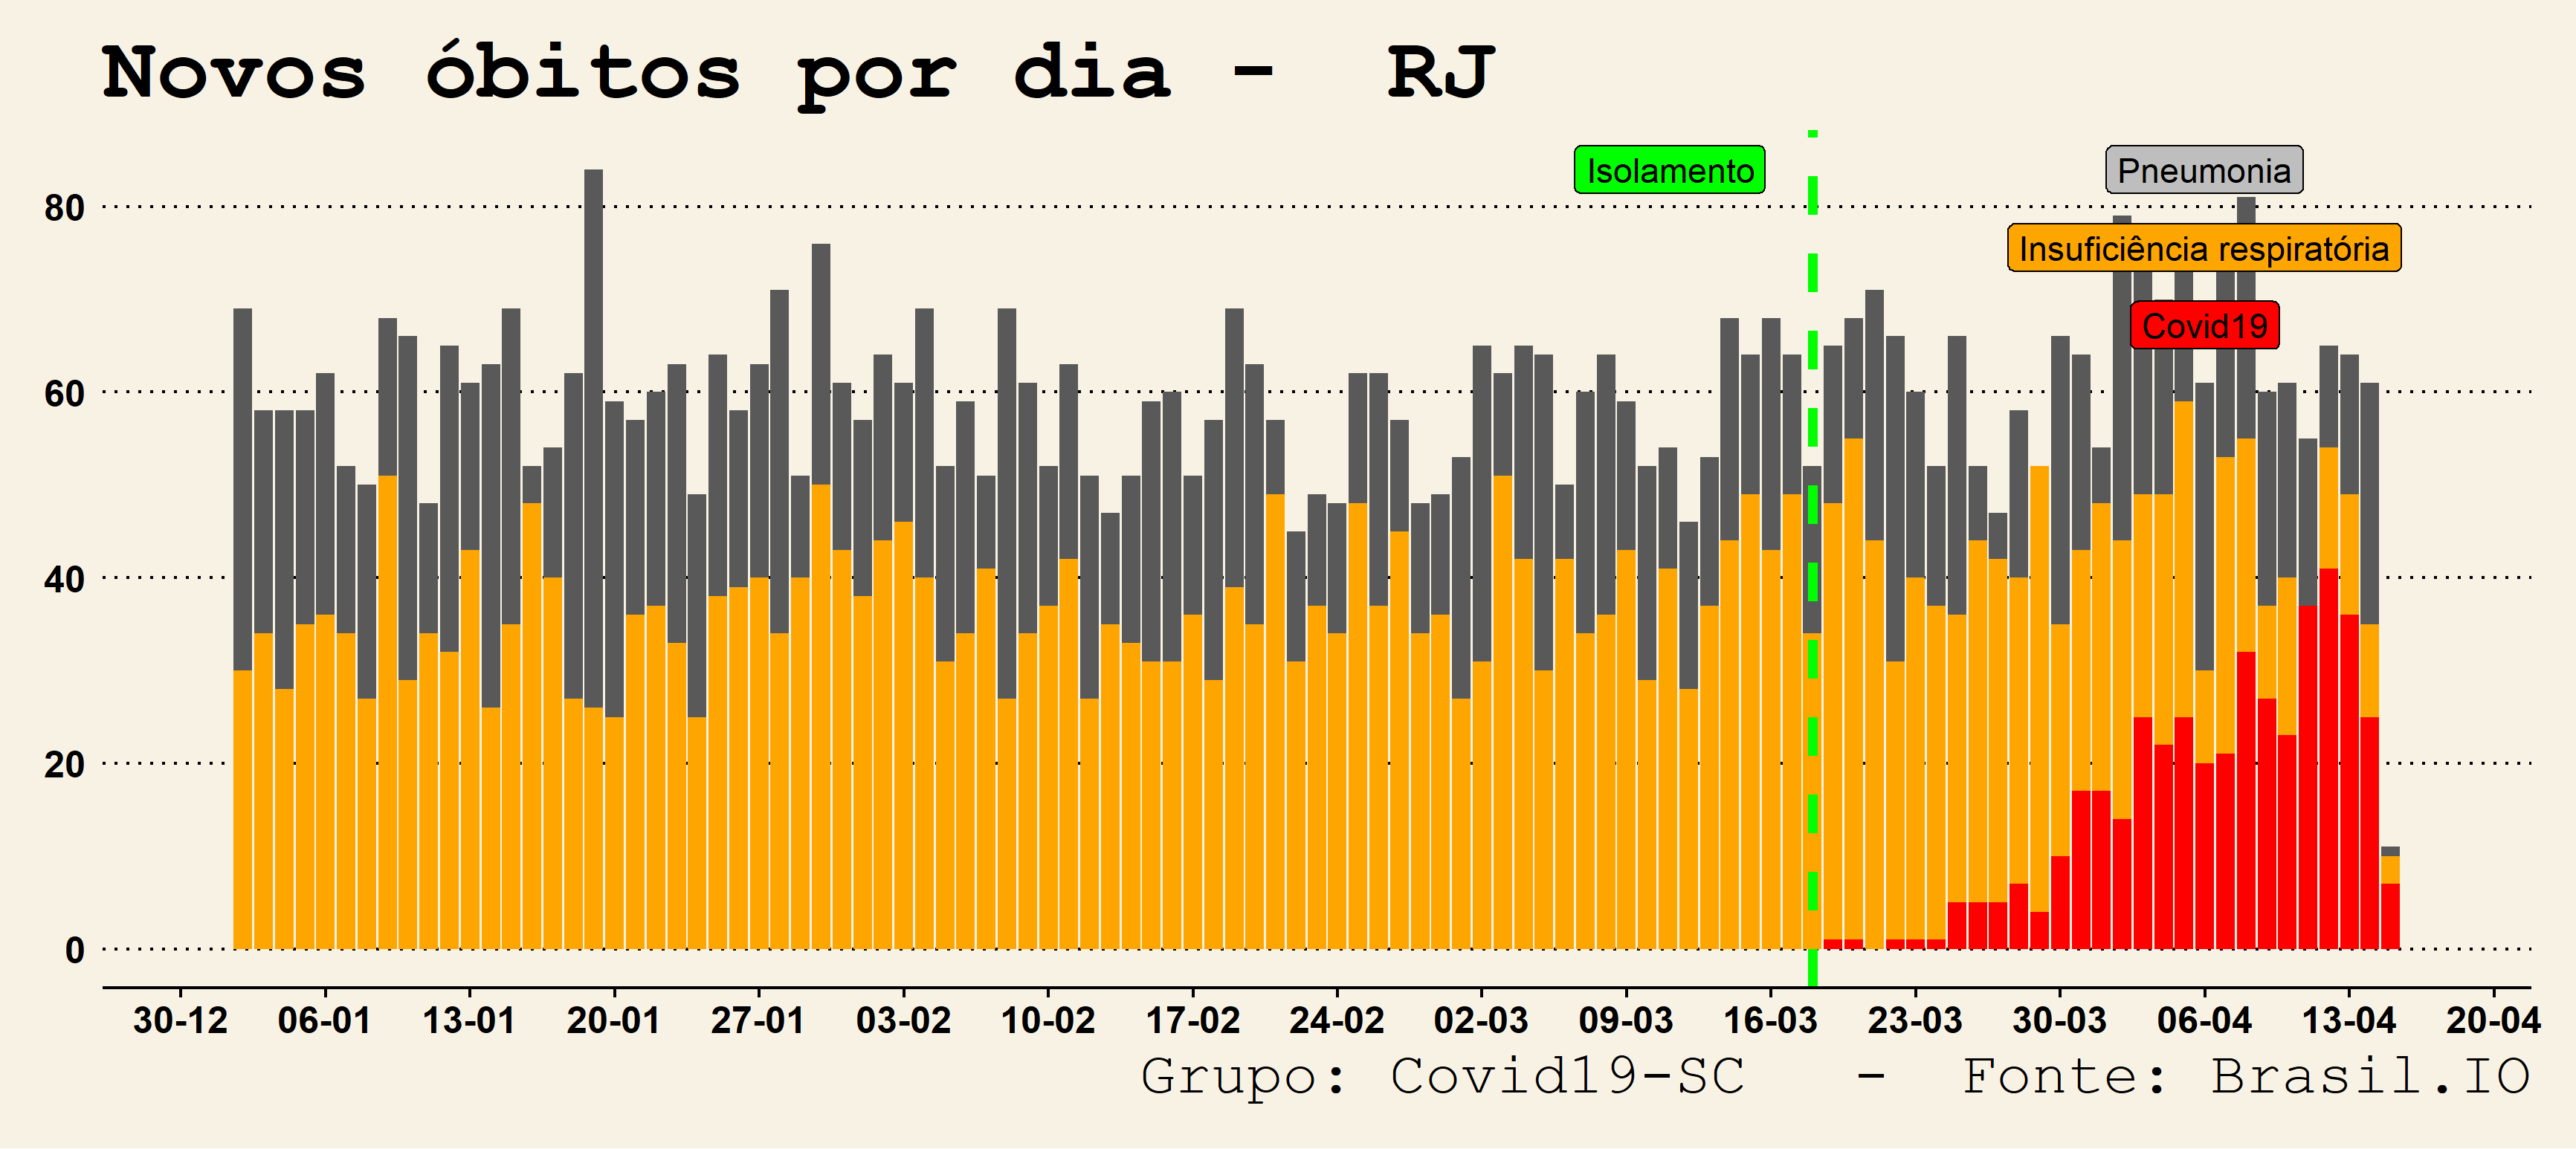 Novos óbitos por dia - RJ
Isolamento
Pneumonia
80
Insuficiência respiratória
Covid19
60
40
20
0
30-12 06-01 13-01 20-01 27-01 03-02 10-02 17-02 24-02 02-03 09-03 16-03 23-03 30-03 06-04 13-04 20-04
Grupo: Covid19-SC - Fonte: Brasil.IO